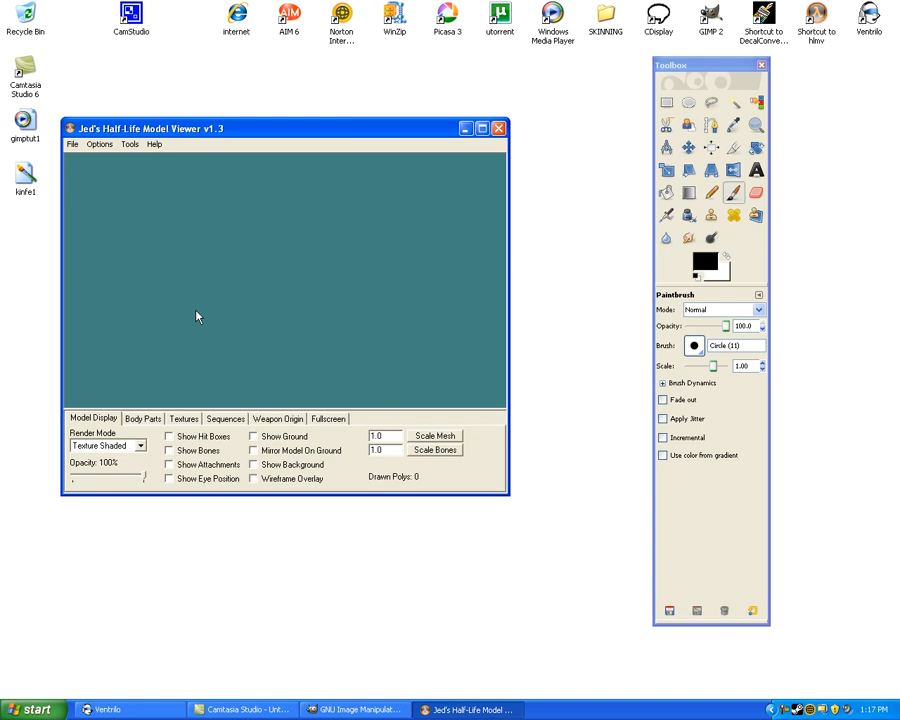 Recycle Bin
CamStudio
internet
AIM 6
Norton
Inter...
WinZip
Picasa 3
utorrent
Windows
Media Player
SKINNING
CDisplay
GIMP 2
Shortcut to
DecalConve...
Shortcut to
hlmv
Ventrilo
Camtasia
Studio 6
gimptut1
kinfe1
Jed's Half-Life Model Viewer v1.3
File Options Tools Help
Model Display Body Parts Textures Sequences Weapon Origin Fullscreen
Render Mode
Texture Shaded
Opacity: 100%
Show Hit Boxes
Show Bones
Show Attachments
Show Eye Position
Show Ground
Mirror Model On Ground
Show Background
Wireframe Overlay
1.0 Scale Mesh
1.0 Scale Bones
Drawn Polys: 0
Toolbox
Paintbrush
Mode: Normal
Opacity: 100.0
Brush: Circle (11)
Scale: 1.00
Brush Dynamics
Fade out
Apply Jitter
Incremental
Use color from gradient
start
Ventrilo
Camtasia Studio - Unt...
GNU Image Manipulat...
Jed's Half-Life Model ...
1:17 PM